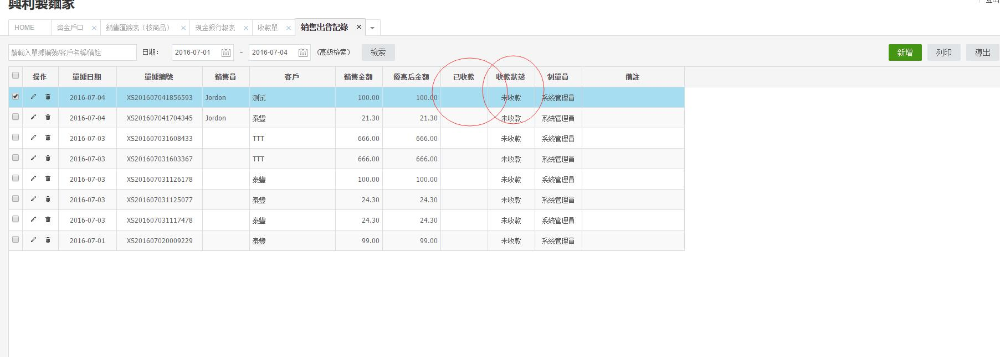 興利製麵家
登出
HOME 資金戶口 × 銷售匯總表（按商品） × 現金銀行報表 × 收款單 × 銷售出貨記錄 ×
請輸入單據編號/客戶名稱/備註 日期： 2016-07-01 - 2016-07-04 （高級檢索） 檢索 新增 列印 導出
操作 單據日期 單據編號 銷售員 客戶 銷售金額 優惠后金額 已收款 收款狀態 制單員 備註
2016-07-04 XS201607041856593 Jordon 测试 100.00 100.00 未收款 系統管理員
2016-07-04 XS201607041704345 Jordon 泰豐 21.30 21.30 未收款 系統管理員
2016-07-03 XS201607031608433 TTT 666.00 666.00 未收款 系統管理員
2016-07-03 XS201607031603367 TTT 666.00 666.00 未收款 系統管理員
2016-07-03 XS201607031126178 泰豐 100.00 100.00 未收款 系統管理員
2016-07-03 XS201607031125077 泰豐 24.30 24.30 未收款 系統管理員
2016-07-03 XS201607031117478 泰豐 24.30 24.30 未收款 系統管理員
2016-07-01 XS201607020009229 泰豐 99.00 99.00 未收款 系統管理員